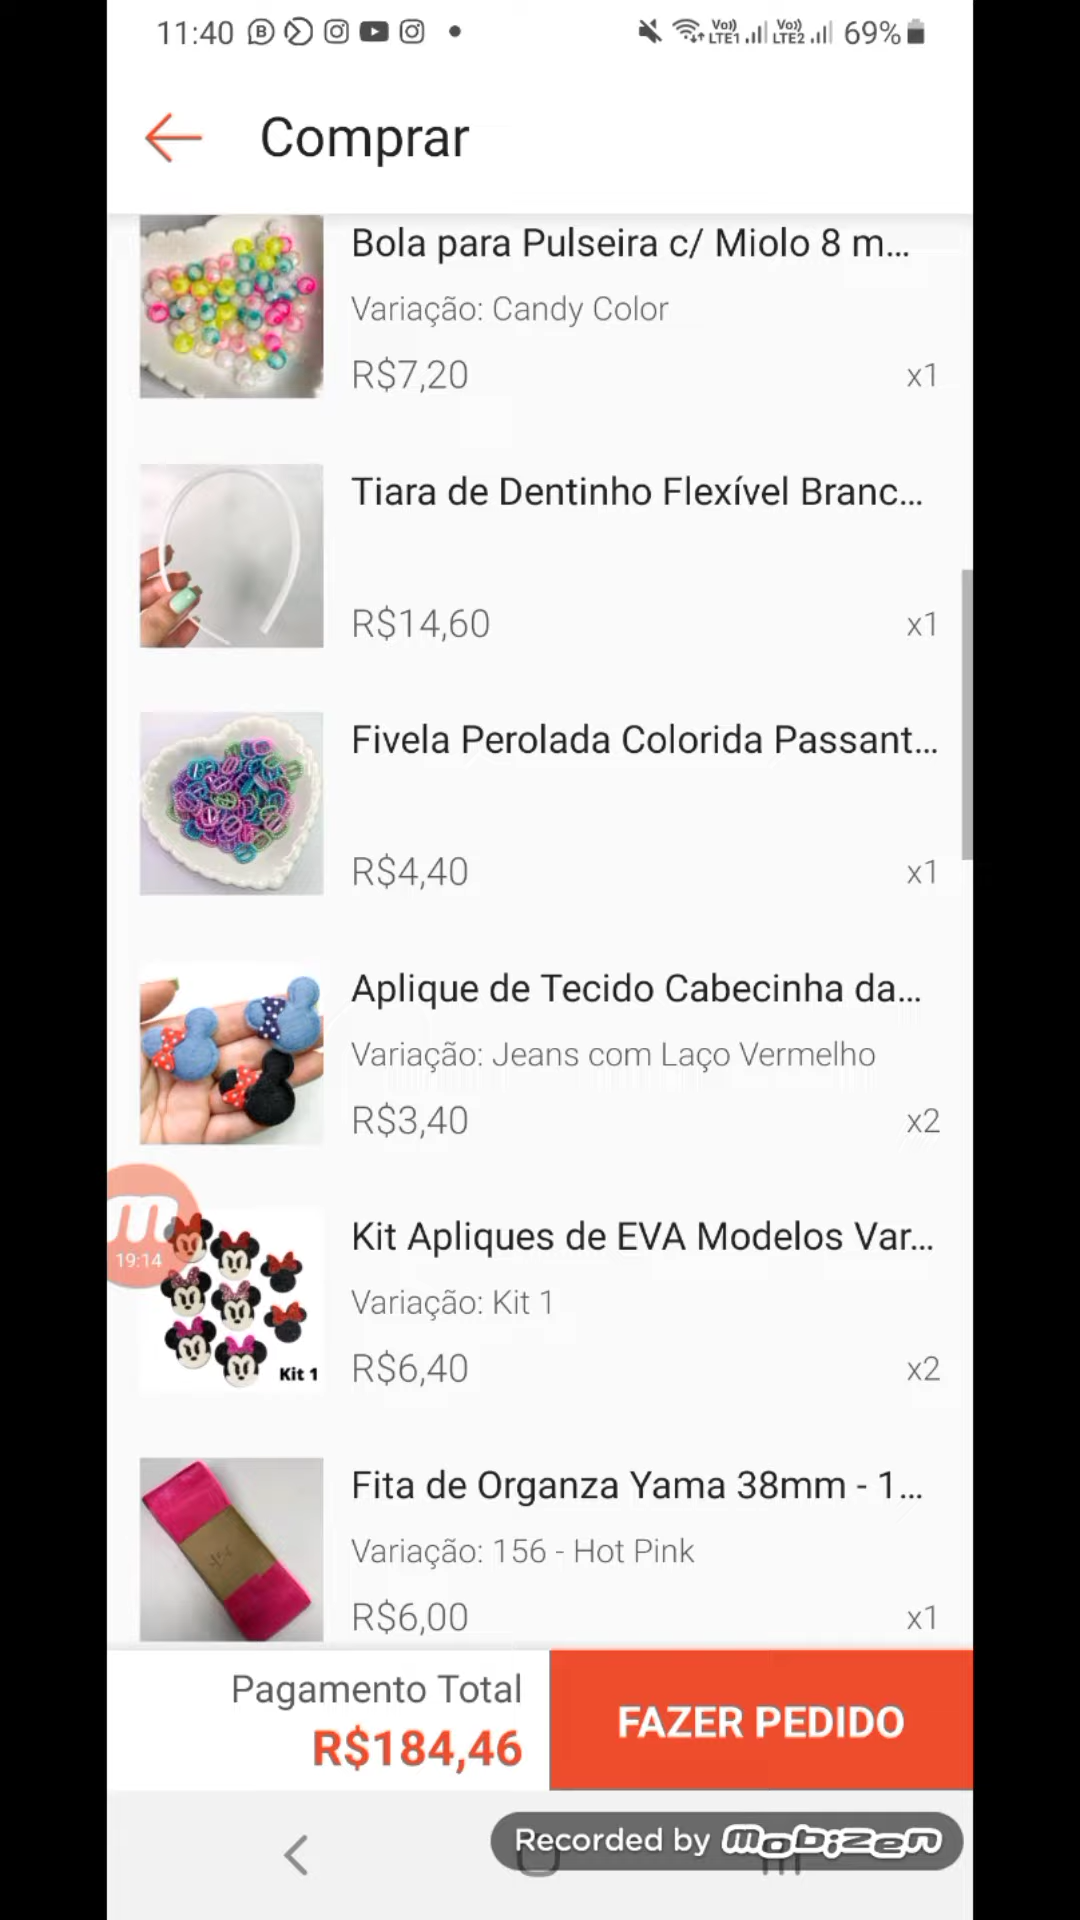 11:40
Vo)) LTE1 Vo)) LTE2 69%
Comprar
Bola para Pulseira c/ Miolo 8 m...
Variação: Candy Color
R$7,20 x1
Tiara de Dentinho Flexível Branc...
R$14,60 x1
Fivela Perolada Colorida Passant...
R$4,40 x1
Aplique de Tecido Cabecinha da...
Variação: Jeans com Laço Vermelho
R$3,40 x2
19:14
Kit Apliques de EVA Modelos Var...
Variação: Kit 1
Kit 1
R$6,40 x2
Fita de Organza Yama 38mm - 1...
Variação: 156 - Hot Pink
R$6,00 x1
Pagamento Total
R$184,46
FAZER PEDIDO
Recorded by mobizen